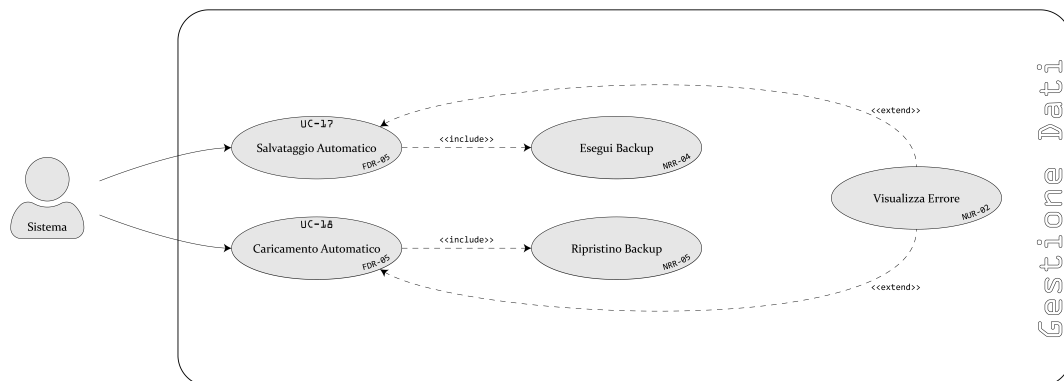 Sistema
UC-17
Salvataggio Automatico
FDR-05
<<include>>
Esegui Backup
NRR-04
<<extend>>
Visualizza Errore
NUR-02
UC-18
Caricamento Automatico
FDR-05
<<include>>
Ripristino Backup
NRR-05
<<extend>>
Gestione Dati